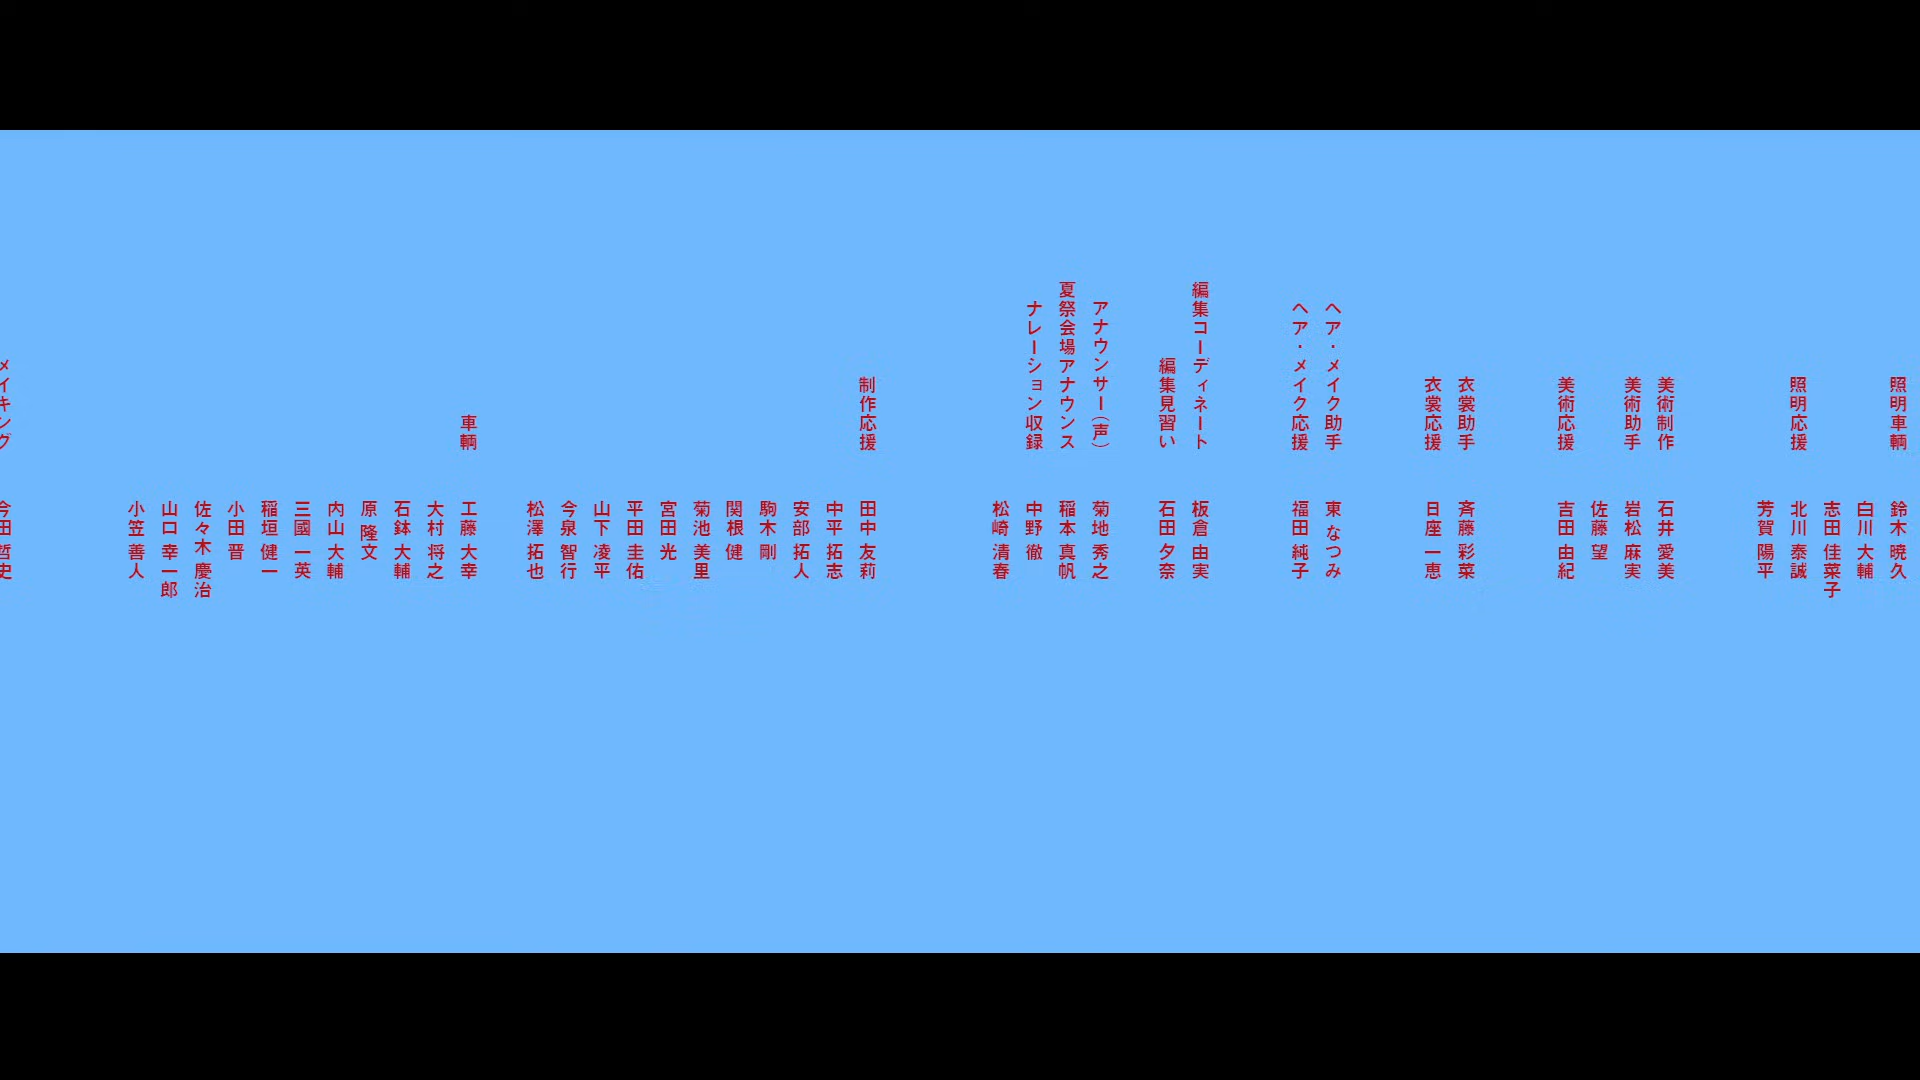 照明車輌 鈴木 暁久
白川 大輔
志田 佳菜子
照明応援 北川 泰誠
芳賀 陽平
美術制作 石井 愛美
美術助手 岩松 麻実
佐藤 望
美術応援 吉田 由紀
衣裳助手 斉藤 彩菜
衣裳応援 日座 一恵
ヘア・メイク助手 東 なつみ
ヘア・メイク応援 福田 純子
編集コーディネート 板倉 由実
編集見習い 石田 夕奈
アナウンサー（声） 菊地 秀之
夏祭会場アナウンス 稲本 真帆
ナレーション収録 中野 徹
松崎 清春
制作応援 田中 友莉
中平 拓志
安部 拓人
駒木 剛
関根 健
菊池 美里
宮田 光
平田 圭佑
山下 凌平
今泉 智行
松澤 拓也
車輌 工藤 大幸
大村 将之
石鉢 大輔
原 隆文
内山 大輔
三國 一英
稲垣 健一
小田 晋
佐々木 慶治
山口 幸一郎
小笠 善人
メイキング 今田 哲史